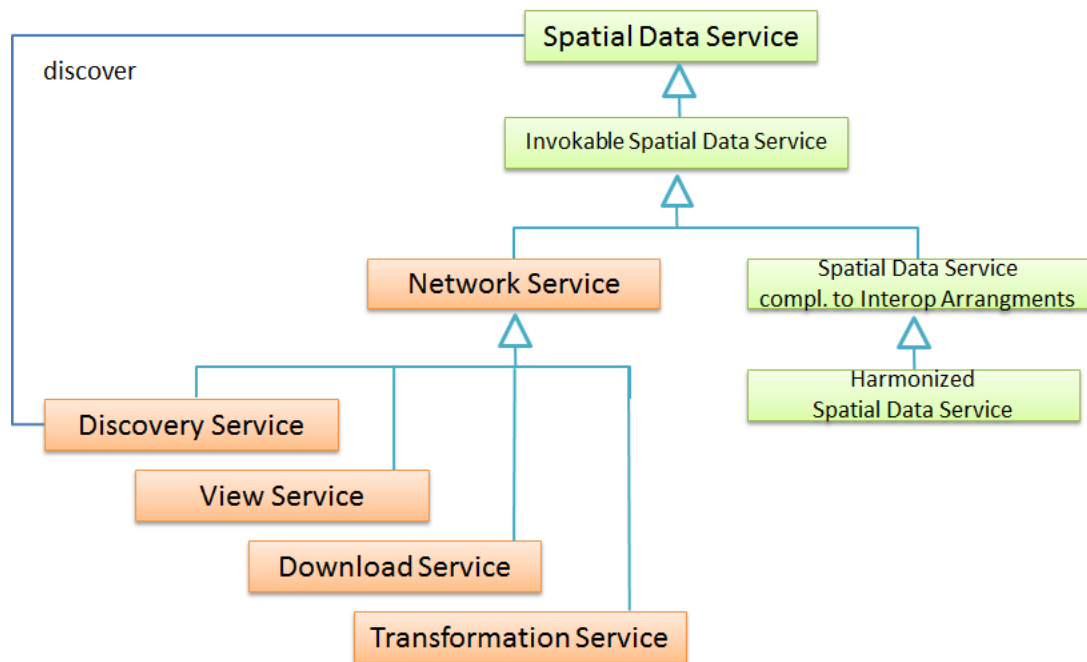 Spatial Data Service
discover
Invokable Spatial Data Service
Network Service
Spatial Data Service
compl. to Interop Arrangments
Harmonized
Spatial Data Service
Discovery Service
View Service
Download Service
Transformation Service